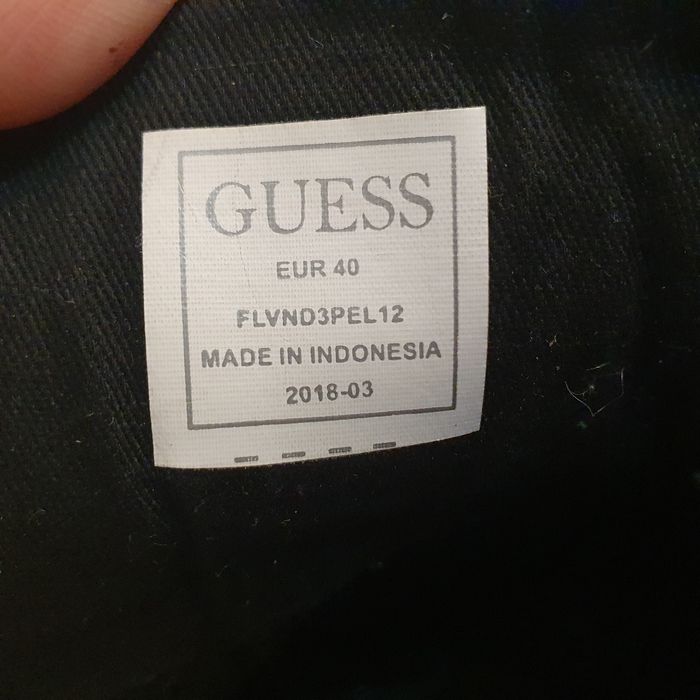 GUESS
EUR 40
FLVND3PEL12
MADE IN INDONESIA
2018-03